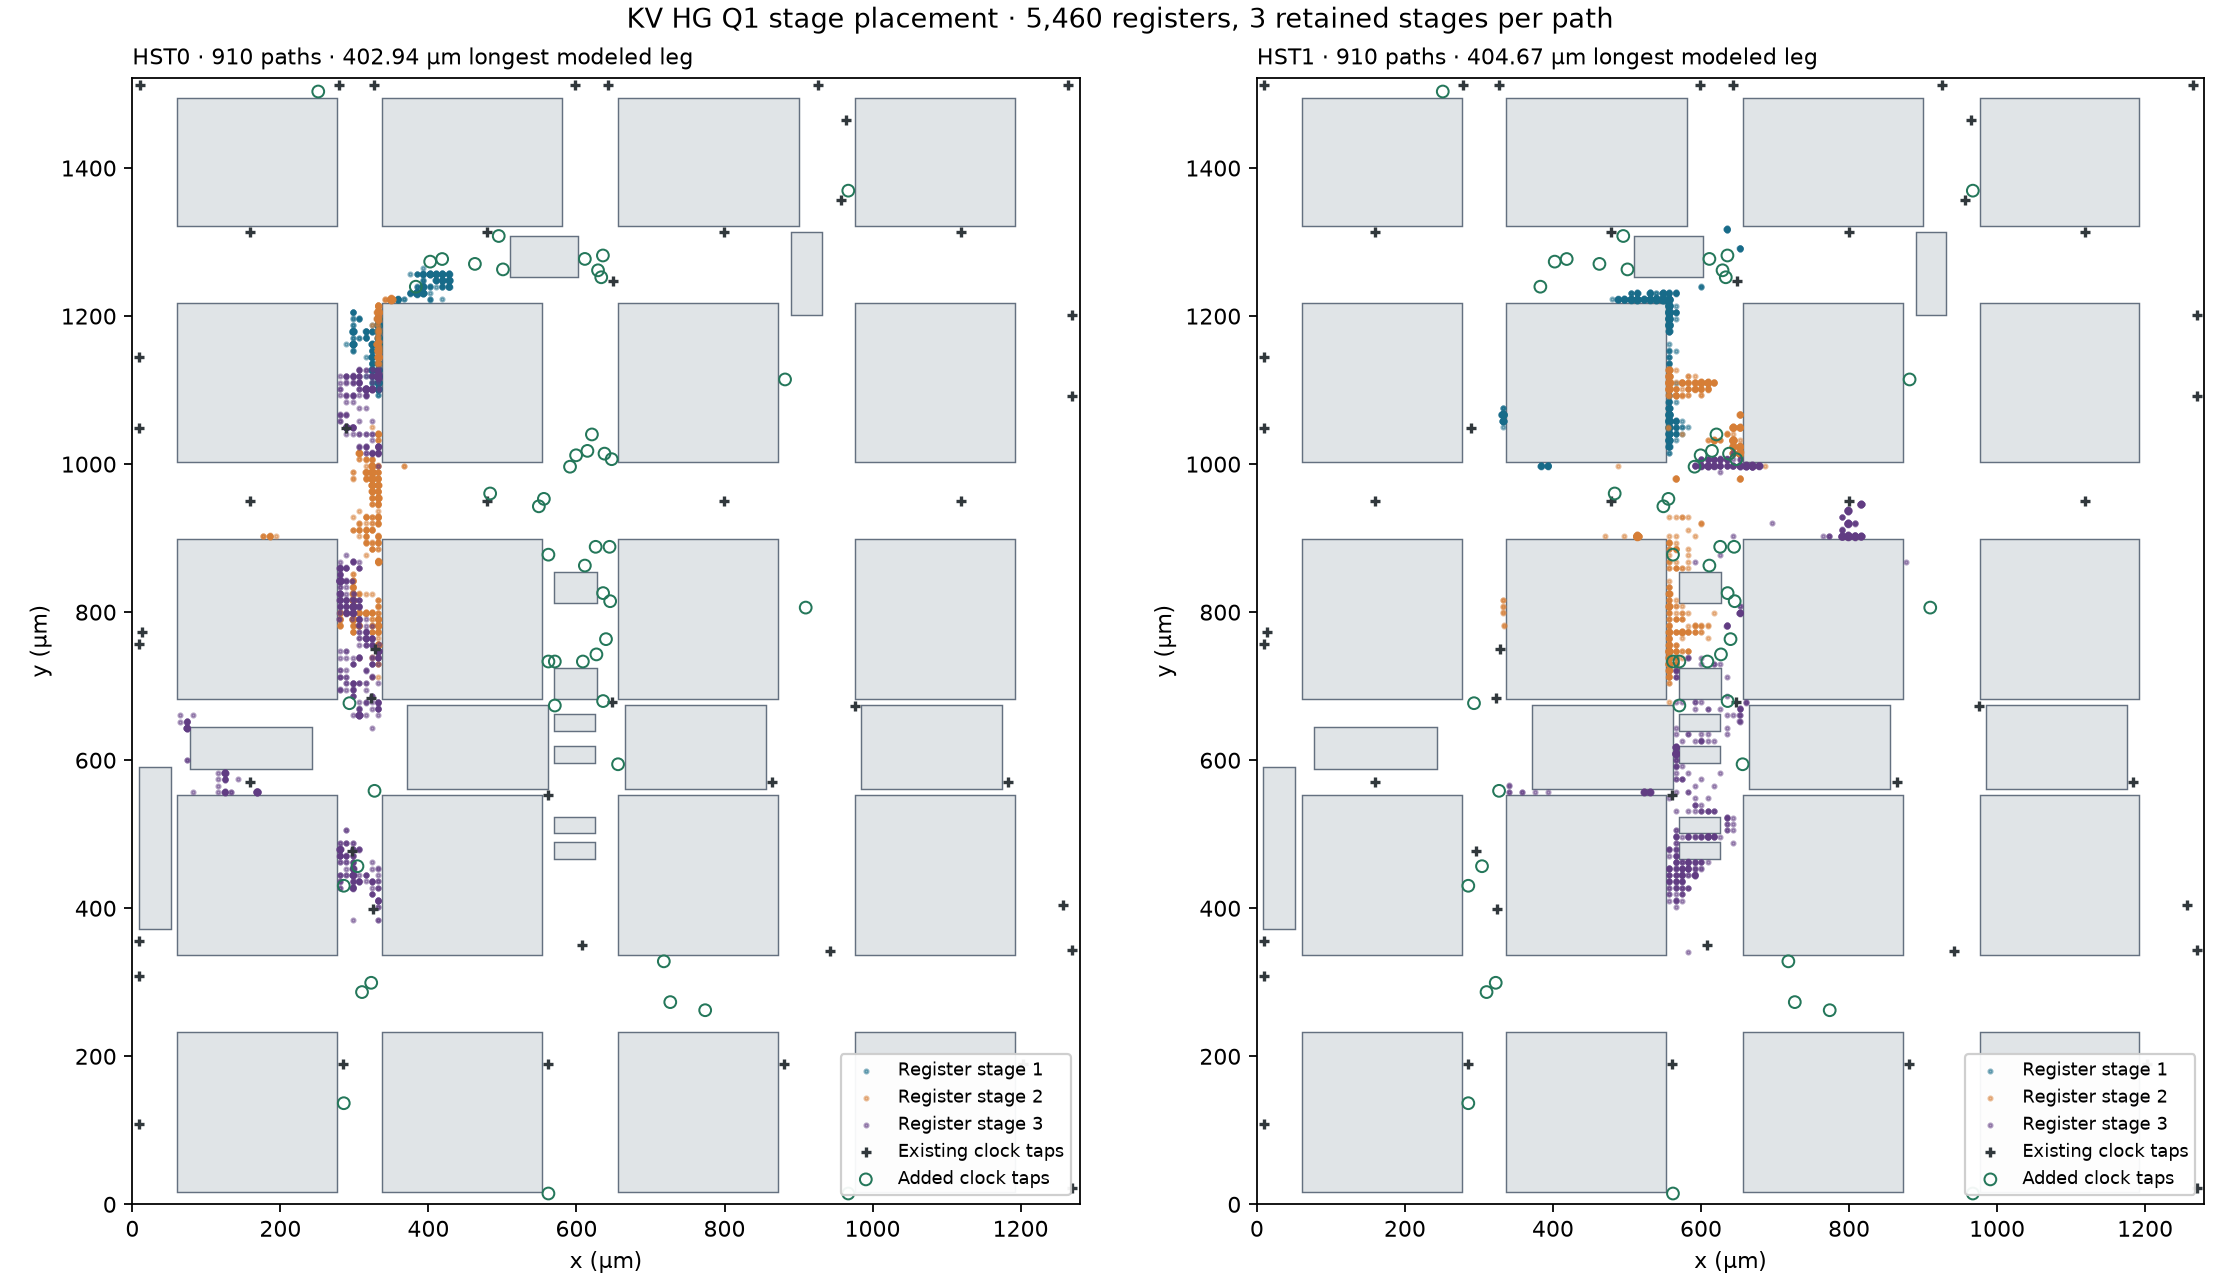 KV HG Q1 stage placement · 5,460 registers, 3 retained stages per path
HST0 · 910 paths · 402.94 µm longest modeled leg
1400
1200
1000
800
600
400
200
0
y (µm)
0 200 400 600 800 1000 1200
x (µm)
Register stage 1
Register stage 2
Register stage 3
Existing clock taps
Added clock taps
HST1 · 910 paths · 404.67 µm longest modeled leg
1400
1200
1000
800
600
400
200
0
y (µm)
0 200 400 600 800 1000 1200
x (µm)
Register stage 1
Register stage 2
Register stage 3
Existing clock taps
Added clock taps